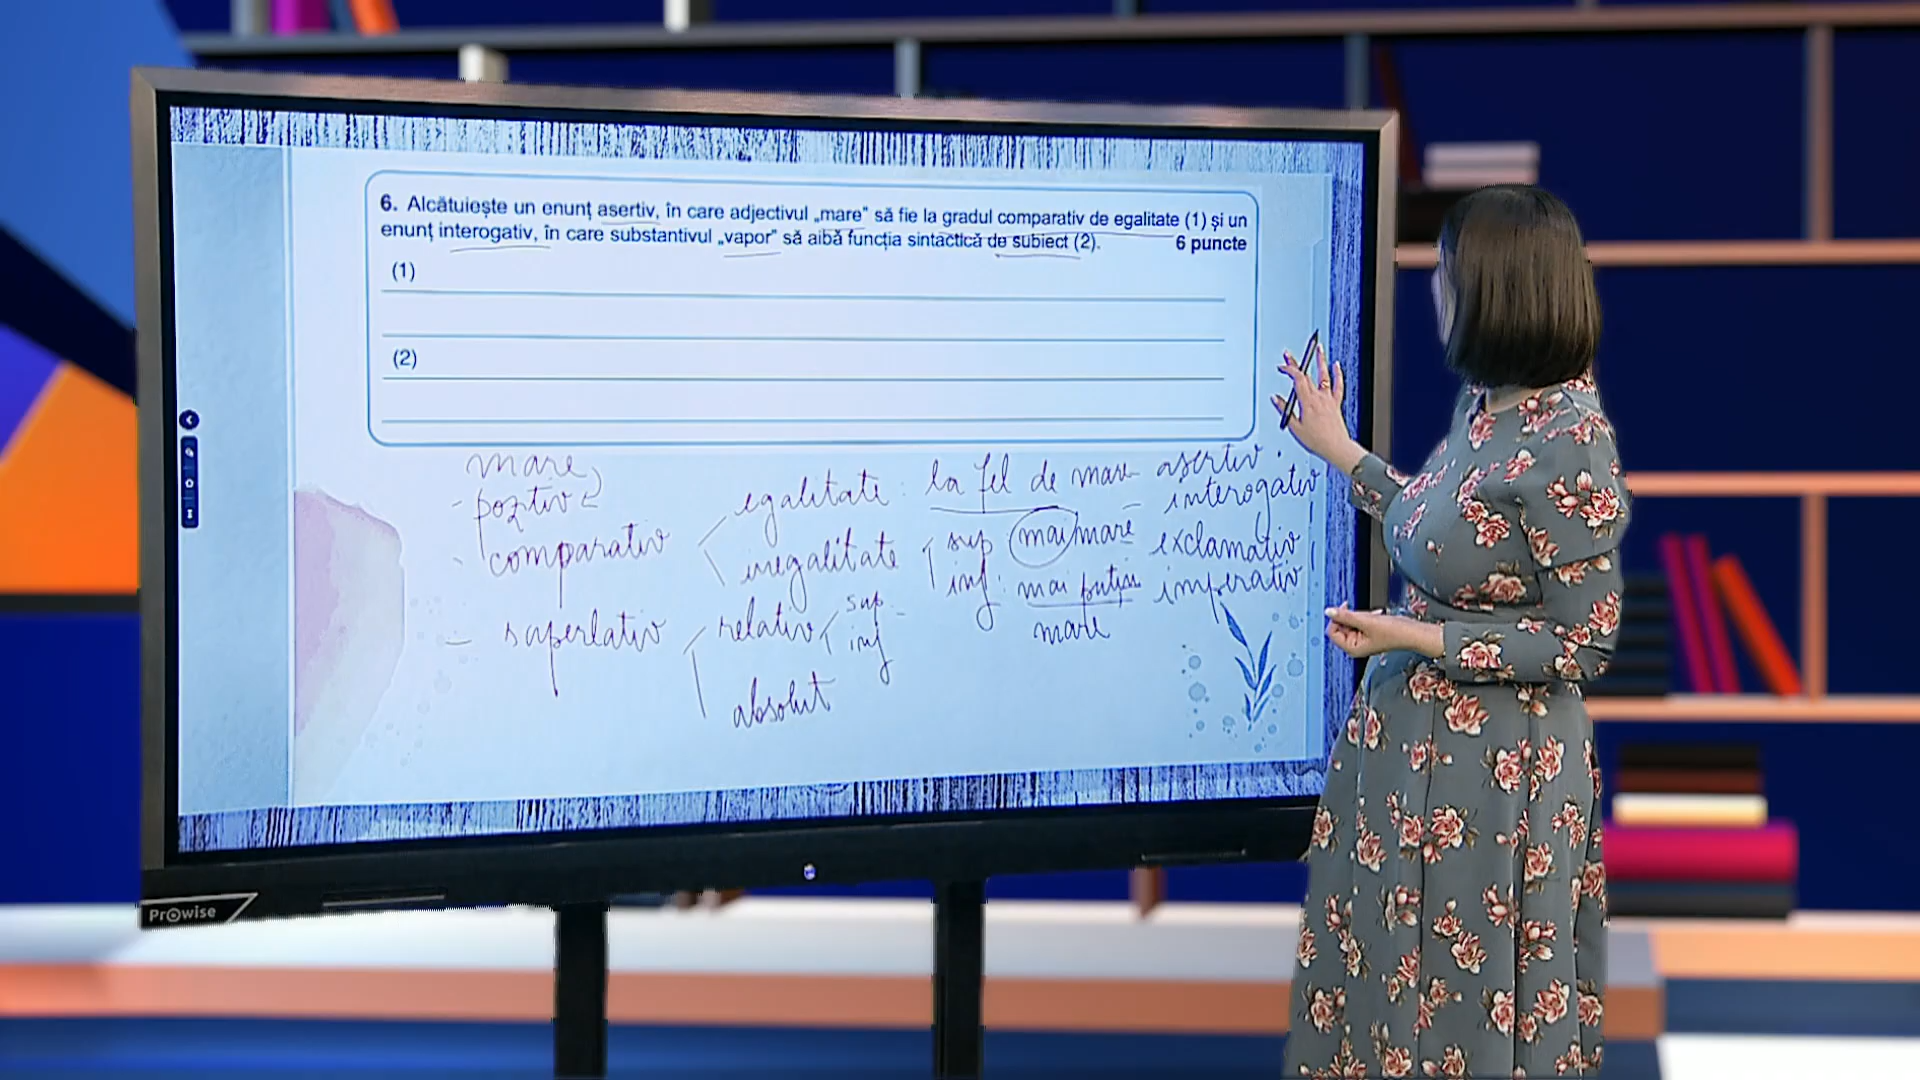 6. Alcătuiește un enunț asertiv, în care adjectivul „mare” să fie la gradul comparativ de egalitate (1) și un
enunț interogativ, în care substantivul „vapor” să aibă funcția sintactică de subiect (2).
6 puncte
(1)
(2)
mare
- pozitiv
- comparativ
- superlativ
egalitate : la fel de mare
inegalitate
sup mai mare
inf : mai puțin
mare
relativ
sup
inf
absolut
asertiv .
- interogativ
exclamativ !
imperativ !
Prowise